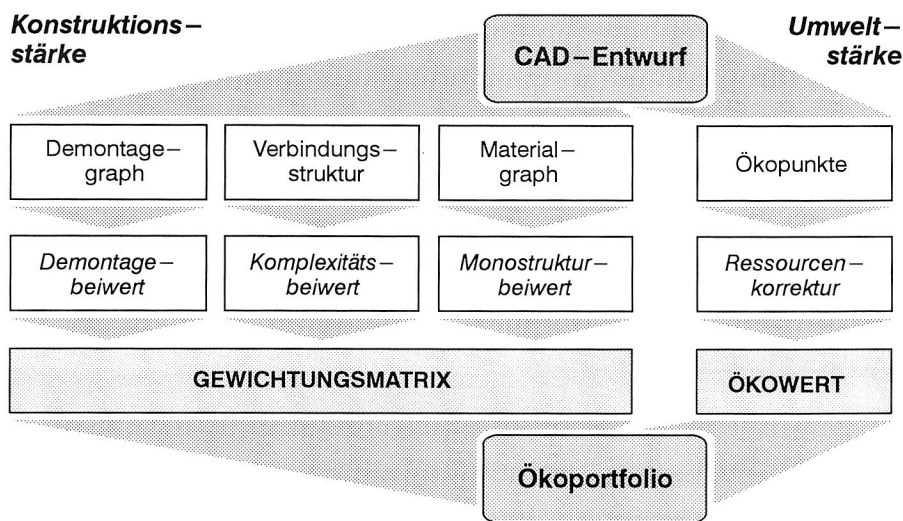 Konstruktions–
stärke
CAD–Entwurf
Umwelt–
stärke
Demontage–
graph
Verbindungs–
struktur
Material–
graph
Ökopunkte
Demontage–
beiwert
Komplexitäts–
beiwert
Monostruktur–
beiwert
Ressourcen–
korrektur
GEWICHTUNGSMATRIX
ÖKOWERT
Ökoportfolio